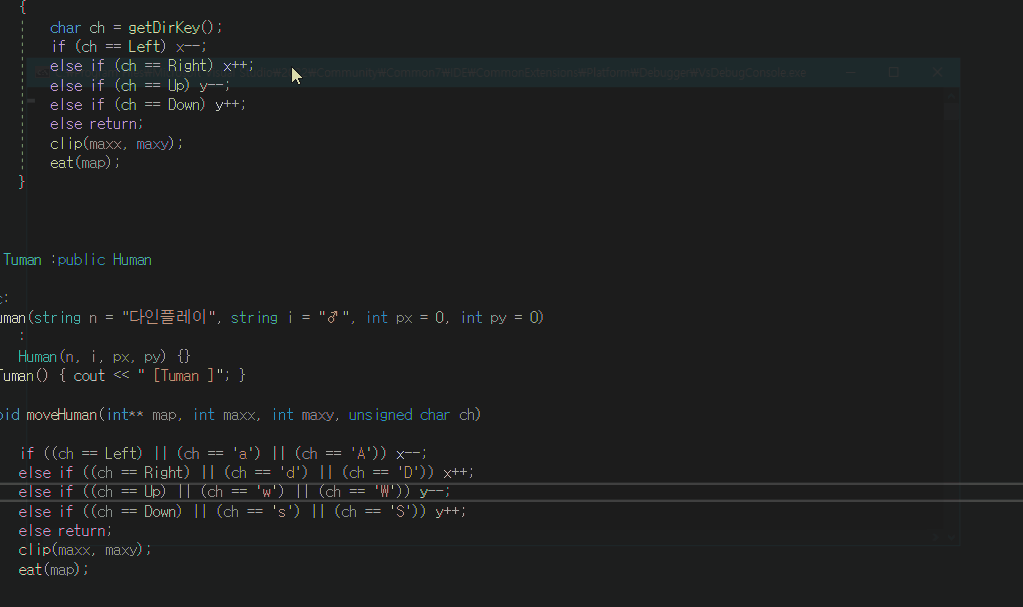 {
char ch = getDirKey();
if (ch == Left) x--;
else if (ch == Right) x++;
else if (ch == Up) y--;
else if (ch == Down) y++;
else return;
clip(maxx, maxy);
eat(map);
}
Tuman :public Human
c:
uman(string n = "다인플레이", string i = "♂", int px = 0, int py = 0)
:
Human(n, i, px, py) {}
Tuman() { cout << " [Tuman ]"; }
oid moveHuman(int** map, int maxx, int maxy, unsigned char ch)
if ((ch == Left) || (ch == 'a') || (ch == 'A')) x--;
else if ((ch == Right) || (ch == 'd') || (ch == 'D')) x++;
else if ((ch == Up) || (ch == 'w') || (ch == 'W')) y--;
else if ((ch == Down) || (ch == 's') || (ch == 'S')) y++;
else return;
clip(maxx, maxy);
eat(map);